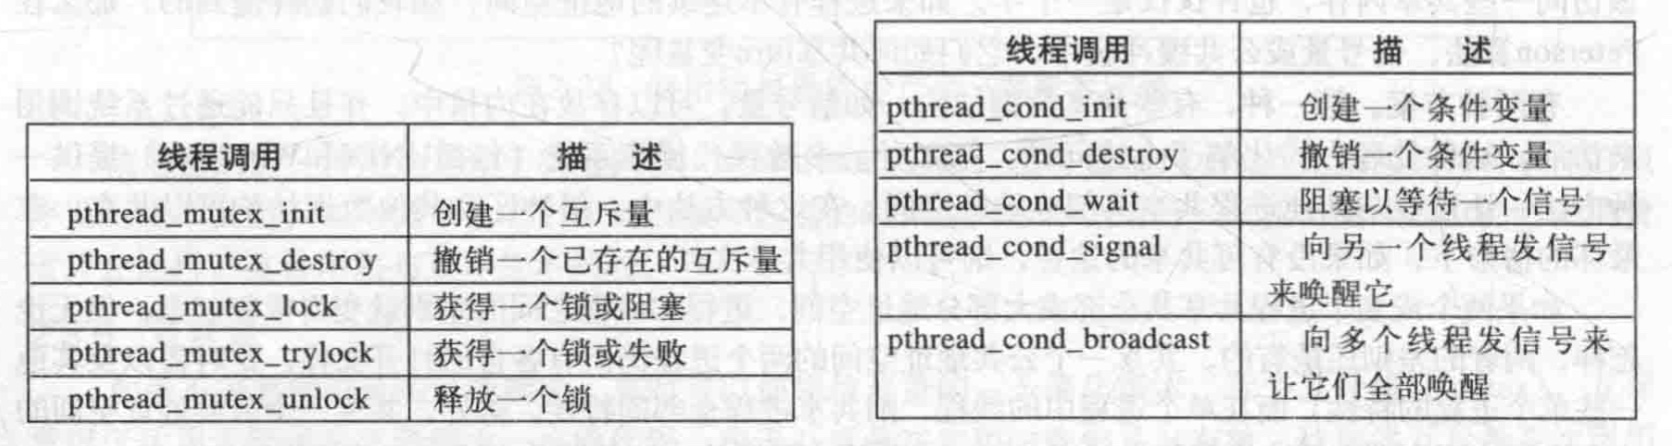 线程调用 描 述
pthread_mutex_init 创建一个互斥量
pthread_mutex_destroy 撤销一个已存在的互斥量
pthread_mutex_lock 获得一个锁或阻塞
pthread_mutex_trylock 获得一个锁或失败
pthread_mutex_unlock 释放一个锁
线程调用 描 述
pthread_cond_init 创建一个条件变量
pthread_cond_destroy 撤销一个条件变量
pthread_cond_wait 阻塞以等待一个信号
pthread_cond_signal 向另一个线程发信号
来唤醒它
pthread_cond_broadcast 向多个线程发信号来
让它们全部唤醒